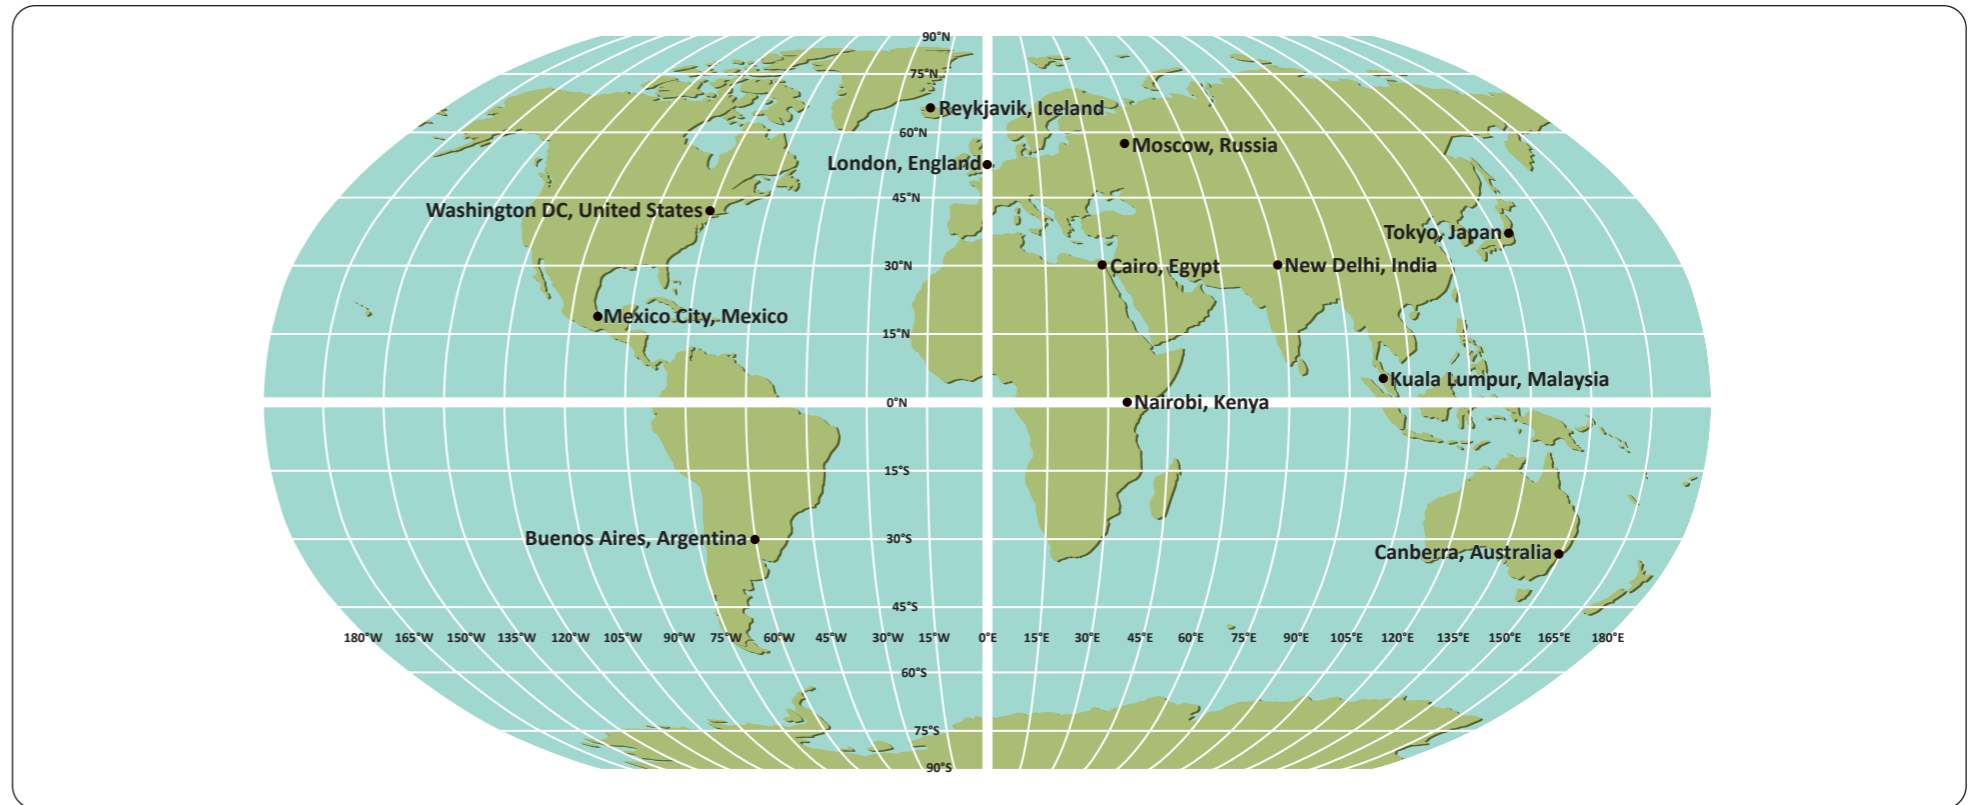 90°N
75°N
Reykjavik, Iceland
60°N
Moscow, Russia
London, England
45°N
Washington DC, United States
Tokyo, Japan
30°N
Cairo, Egypt
New Delhi, India
Mexico City, Mexico
15°N
Kuala Lumpur, Malaysia
0°N
Nairobi, Kenya
15°S
Buenos Aires, Argentina
30°S
Canberra, Australia
45°S
180°W 165°W 150°W 135°W 120°W 105°W 90°W 75°W 60°W 45°W 30°W 15°W 0°E 15°E 30°E 45°E 60°E 75°E 90°E 105°E 120°E 135°E 150°E 165°E 180°E
60°S
75°S
90°S